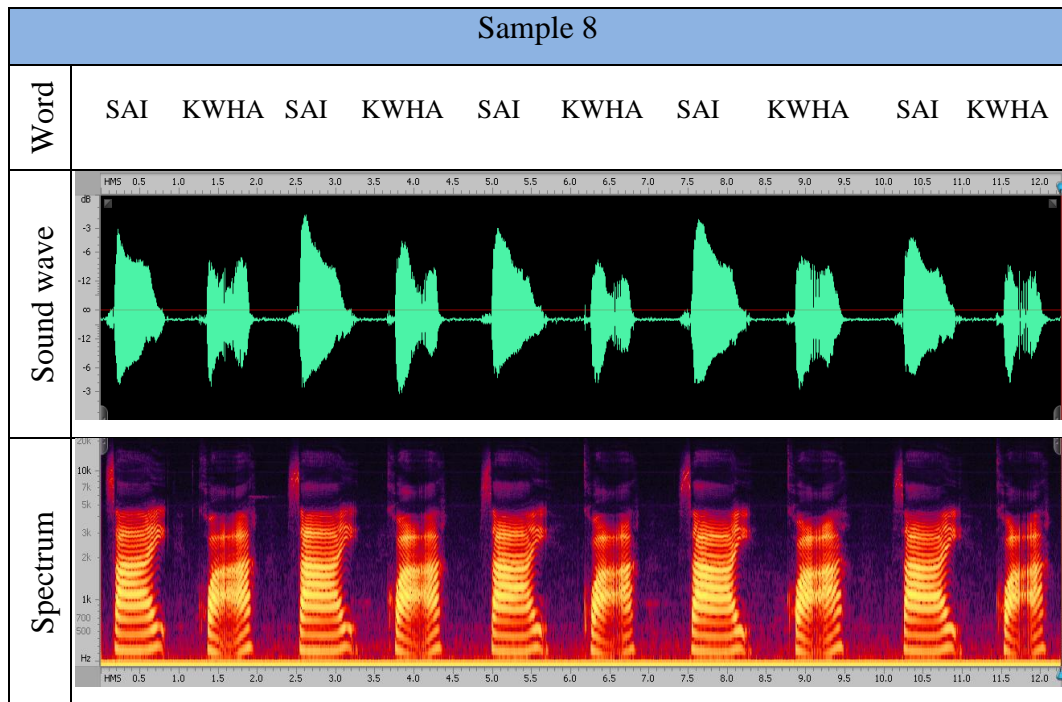 Sample 8
Word
SAI KWHA SAI KWHA SAI KWHA SAI KWHA SAI KWHA
Sound wave
HMS 0.5 1.0 1.5 2.0 2.5 3.0 3.5 4.0 4.5 5.0 5.5 6.0 6.5 7.0 7.5 8.0 8.5 9.0 9.5 10.0 10.5 11.0 11.5 12.0
dB
-3
-6
-12
∞
-12
-6
-3
Spectrum
20k
10k
7k
5k
3k
2k
1k
700
500
Hz
HMS 0.5 1.0 1.5 2.0 2.5 3.0 3.5 4.0 4.5 5.0 5.5 6.0 6.5 7.0 7.5 8.0 8.5 9.0 9.5 10.0 10.5 11.0 11.5 12.0